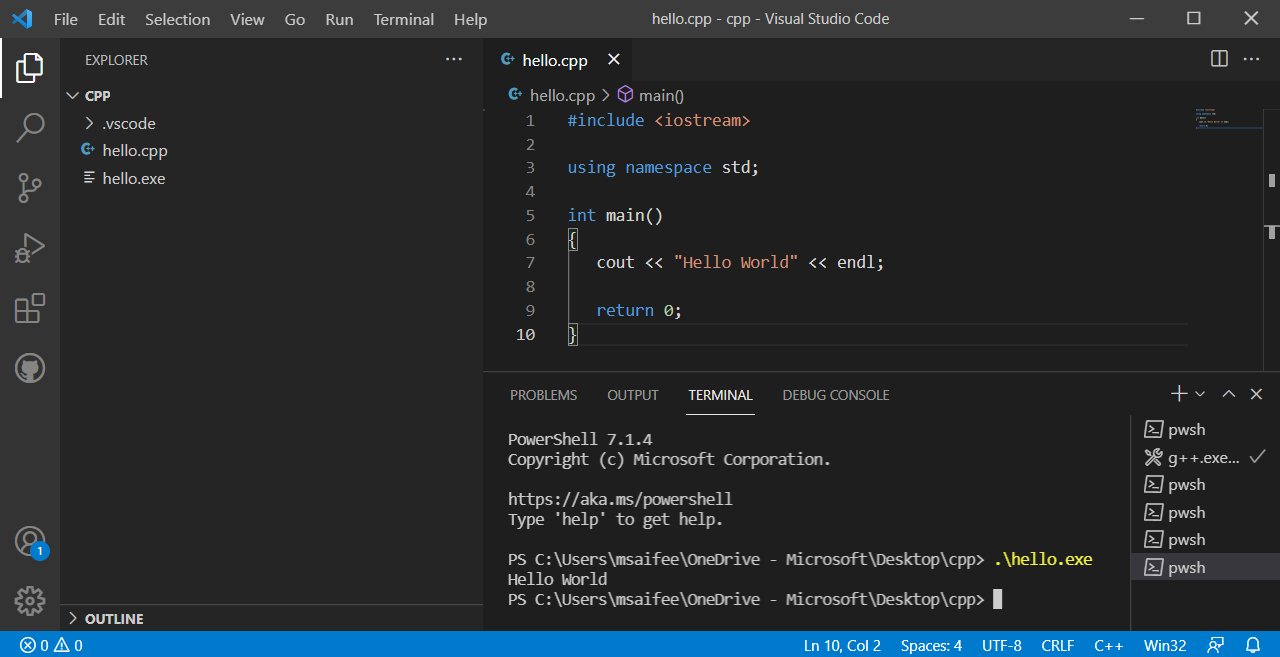 File Edit Selection View Go Run Terminal Help hello.cpp - cpp - Visual Studio Code
EXPLORER
CPP
.vscode
hello.cpp
hello.exe
OUTLINE
1
hello.cpp
hello.cpp > main()
1 #include <iostream>
2
3 using namespace std;
4
5 int main()
6 {
7 cout << "Hello World" << endl;
8
9 return 0;
10 }
PROBLEMS OUTPUT TERMINAL DEBUG CONSOLE
PowerShell 7.1.4
Copyright (c) Microsoft Corporation.
https://aka.ms/powershell
Type 'help' to get help.
PS C:\Users\msaifee\OneDrive - Microsoft\Desktop\cpp> .\hello.exe
Hello World
PS C:\Users\msaifee\OneDrive - Microsoft\Desktop\cpp>
pwsh
g++.exe...
pwsh
pwsh
pwsh
pwsh
0 0 Ln 10, Col 2 Spaces: 4 UTF-8 CRLF C++ Win32